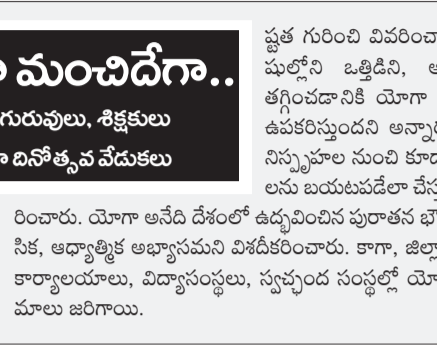 మంచిదేగా..
గురువులు, శిక్షకులు
దినోత్సవ వేడుకలు
ష్టత గురించి వివరించా
షుల్లోని ఒత్తిడిని,
తగ్గించడానికి యోగా
ఉపకరిస్తుందని అన్నా
నిస్పృహల నుంచి కూడ
లను బయటపడేలా చేస్త
రించారు. యోగా అనేది దేశంలో ఉద్భవించిన పురాతన భౌ
సిక, ఆధ్యాత్మిక అభ్యాసమని విశదీకరించారు. కాగా, జిల్లా
కార్యాలయాలు, విద్యాసంస్థలు, స్వచ్ఛంద సంస్థల్లో యో
మాలు జరిగాయి.